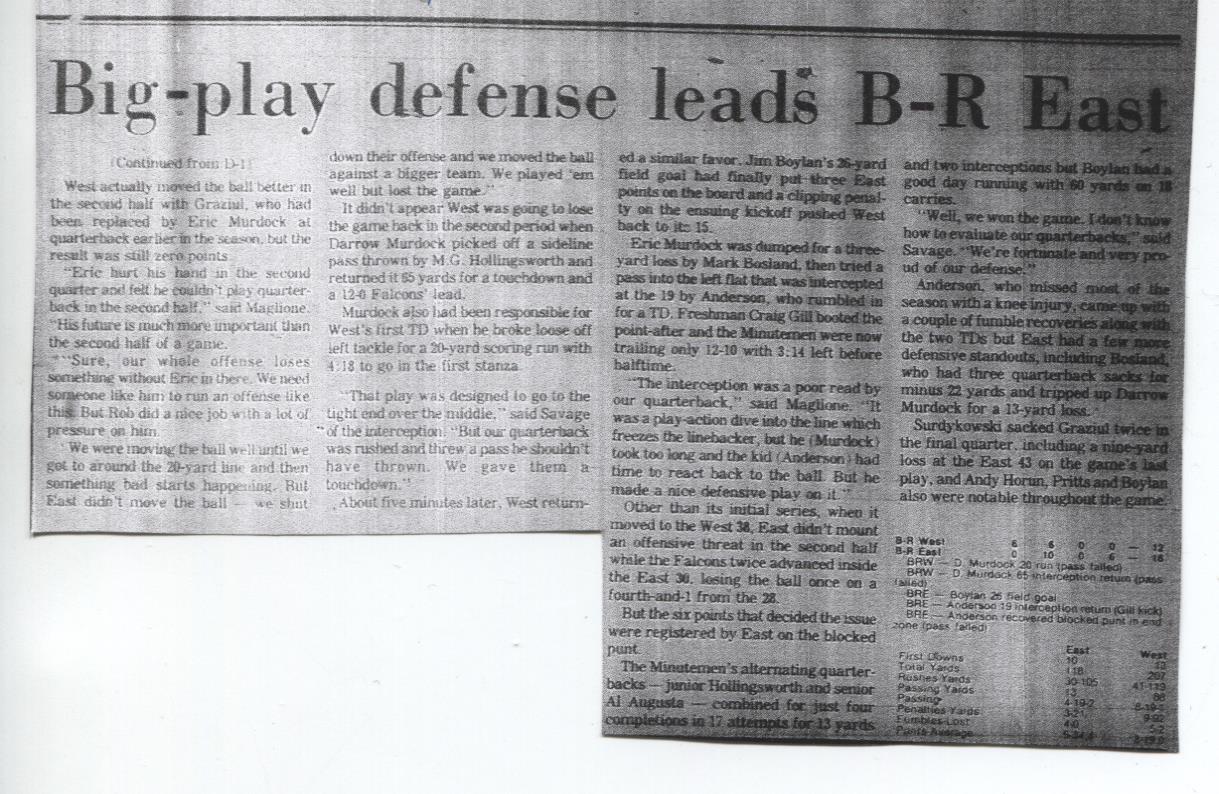 Big-play defense leads B-R East
(Continued from D-1)
West actually moved the ball better in
the second half with Graziul, who had
been replaced by Eric Murdock at
quarterback earlier in the season, but the
result was still zero points.
"Eric hurt his hand in the second
quarter and felt he couldn't play quarter-
back in the second half," said Maglione.
"His future is much more important than
the second half of a game.
"Sure, our whole offense loses
something without Eric in there. We need
someone like him to run an offense like
this. But Rob did a nice job with a lot of
pressure on him.
"We were moving the ball well until we
got to around the 20-yard line and then
something bad starts happening. But
East didn't move the ball — we shut
down their offense and we moved the ball
against a bigger team. We played 'em
well but lost the game."
It didn't appear West was going to lose
the game back in the second period when
Darrow Murdock picked off a sideline
pass thrown by M.G. Hollingsworth and
returned it 65 yards for a touchdown and
a 12-0 Falcons' lead.
Murdock also had been responsible for
West's first TD when he broke loose off
left tackle for a 20-yard scoring run with
4:18 to go in the first stanza.
"That play was designed to go to the
tight end over the middle," said Savage
of the interception. "But our quarterback
was rushed and threw a pass he shouldn't
have thrown. We gave them a
touchdown."
About five minutes later, West return-
ed a similar favor. Jim Boylan's 26-yard
field goal had finally put three East
points on the board and a clipping penal-
ty on the ensuing kickoff pushed West
back to its 15.
Eric Murdock was dumped for a three-
yard loss by Mark Bosland, then tried a
pass into the left flat that was intercepted
at the 19 by Anderson, who rumbled in
for a TD. Freshman Craig Gill booted the
point-after and the Minutemen were now
trailing only 12-10 with 3:14 left before
halftime.
"The interception was a poor read by
our quarterback," said Maglione. "It
was a play-action dive into the line which
freezes the linebacker, but he (Murdock)
took too long and the kid (Anderson) had
time to react back to the ball. But he
made a nice defensive play on it."
Other than its initial series, when it
moved to the West 38, East didn't mount
an offensive threat in the second half
while the Falcons twice advanced inside
the East 30, losing the ball once on a
fourth-and-1 from the 28.
But the six points that decided the issue
were registered by East on the blocked
punt.
The Minutemen's alternating quarter-
backs — junior Hollingsworth and senior
Al Augusta — combined for just four
completions in 17 attempts for 13 yards
and two interceptions but Boylan had a
good day running with 60 yards on 18
carries.
"Well, we won the game. I don't know
how to evaluate our quarterbacks," said
Savage. "We're fortunate and very pro-
ud of our defense."
Anderson, who missed most of the
season with a knee injury, came up with
a couple of fumble recoveries along with
the two TDs but East had a few more
defensive standouts, including Bosland,
who had three quarterback sacks for
minus 22 yards and tripped up Darrow
Murdock for a 13-yard loss.
Surdykowski sacked Graziul twice in
the final quarter, including a nine-yard
loss at the East 43 on the game's last
play, and Andy Horun, Pritts and Boylan
also were notable throughout the game.
B-R West 6 6 0 0 — 12
B-R East 0 10 0 6 — 16
BRW — D. Murdock 20 run (pass failed)
BRW — D. Murdock 65 interception return (pass
failed)
BRE — Boylan 26 field goal
BRE — Anderson 19 interception return (Gill kick)
BRE — Anderson recovered blocked punt in end
zone (pass failed)
East West
First Downs 10 13
Total Yards 118 207
Rushes Yards 30-105
Passing Yards 13
Passing 4-19-2
Penalties Yards 3-21 9-92
Fumbles-Lost 4-0 5-2
Punts Average